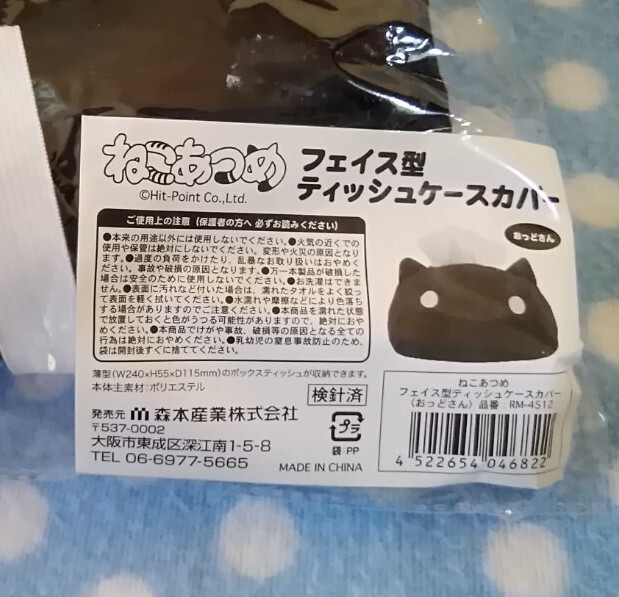 ねこあつめ
©Hit-Point Co.,Ltd.
フェイス型
ティッシュケースカバー
おっどさん
ご使用上の注意 (保護者の方へ 必ずお読みください)
●本来の用途以外には使用しないでください。●火気の近くで
の使用や保管は絶対にしないでください。変形や火災の原因となり
ます。●過度の負荷をかけたり、乱暴なお取り扱いはおやめく
ださい。事故や破損の原因となります。●万一本製品が破損した
場合は安全のために使用しないでください。●お洗濯はできま
せん。●表面に汚れなど付いた場合は、濡れたタオルをよく絞っ
て表面を軽く拭いてください。●水濡れや摩擦などにより色落ち
する場合がありますのでご注意ください。●本商品を濡れた状態
で放置しておくと色がうつる可能性がありますので、絶対におや
めください。●本商品でけがや事故、破損等の原因となる全ての
行為は絶対におやめください。●乳幼児の窒息事故防止のため、
袋は開封後すぐに捨ててください。
薄型(W240×H55×D115mm)のボックスティッシュが収納できます。
本体主素材:ポリエステル
検針済
発売元 森本産業株式会社
〒537-0002
大阪市東成区深江南1-5-8
TEL 06-6977-5665
プラ
袋:PP
MADE IN CHINA
ねこあつめ
フェイス型ティッシュケースカバー
(おっどさん) 品番 RM-4512
4 522654 046822